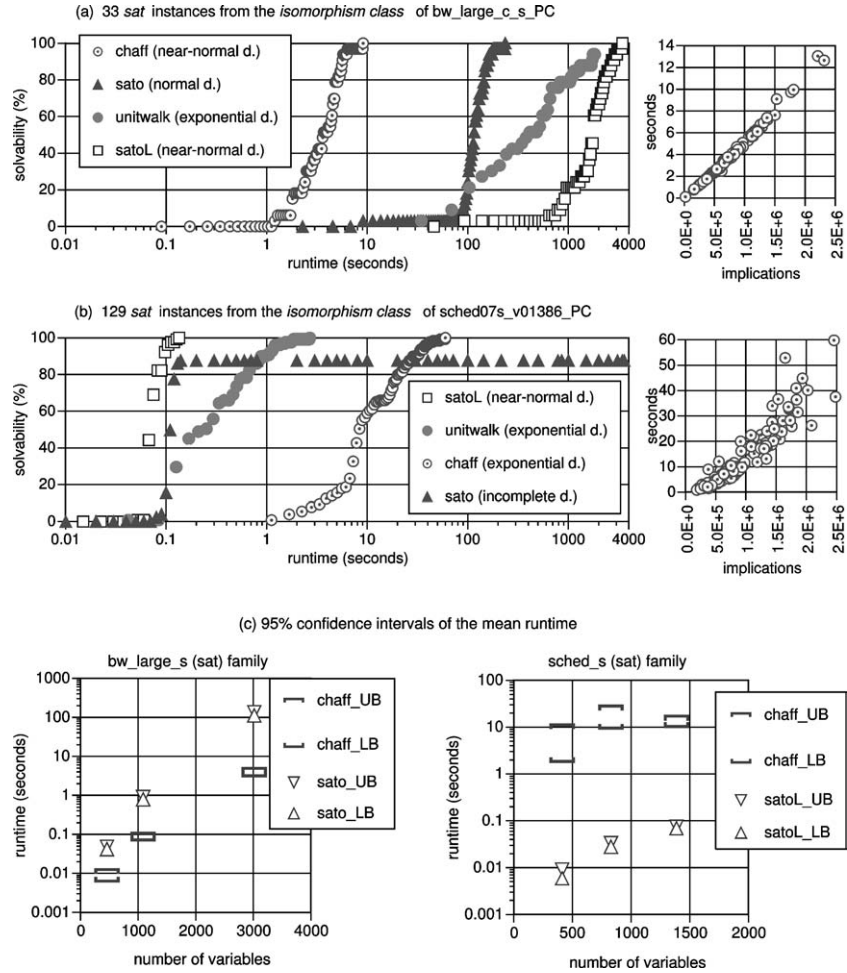 (a) 33 sat instances from the isomorphism class of bw_large_c_s_PC
solvability (%)
100
80
60
40
20
0
chaff (near-normal d.)
sato (normal d.)
unitwalk (exponential d.)
satoL (near-normal d.)
0.01 0.1 1 10 100 1000 4000
runtime (seconds)
seconds
14
12
10
8
6
4
2
0
0.0E+0 5.0E+5 1.0E+6 1.5E+6 2.0E+6 2.5E+6
implications
(b) 129 sat instances from the isomorphism class of sched07s_v01386_PC
solvability (%)
100
80
60
40
20
0
satoL (near-normal d.)
unitwalk (exponential d.)
chaff (exponential d.)
sato (incomplete d.)
0.01 0.1 1 10 100 1000 4000
runtime (seconds)
seconds
60
50
40
30
20
10
0
0.0E+0 5.0E+5 1.0E+6 1.5E+6 2.0E+6 2.5E+6
implications
(c) 95% confidence intervals of the mean runtime
bw_large_s (sat) family
runtime (seconds)
1000
100
10
1
0.1
0.01
0.001
0 1000 2000 3000 4000
number of variables
chaff_UB
chaff_LB
sato_UB
sato_LB
sched_s (sat) family
runtime (seconds)
100
10
1
0.1
0.01
0.001
0 500 1000 1500 2000
number of variables
chaff_UB
chaff_LB
satoL_UB
satoL_LB